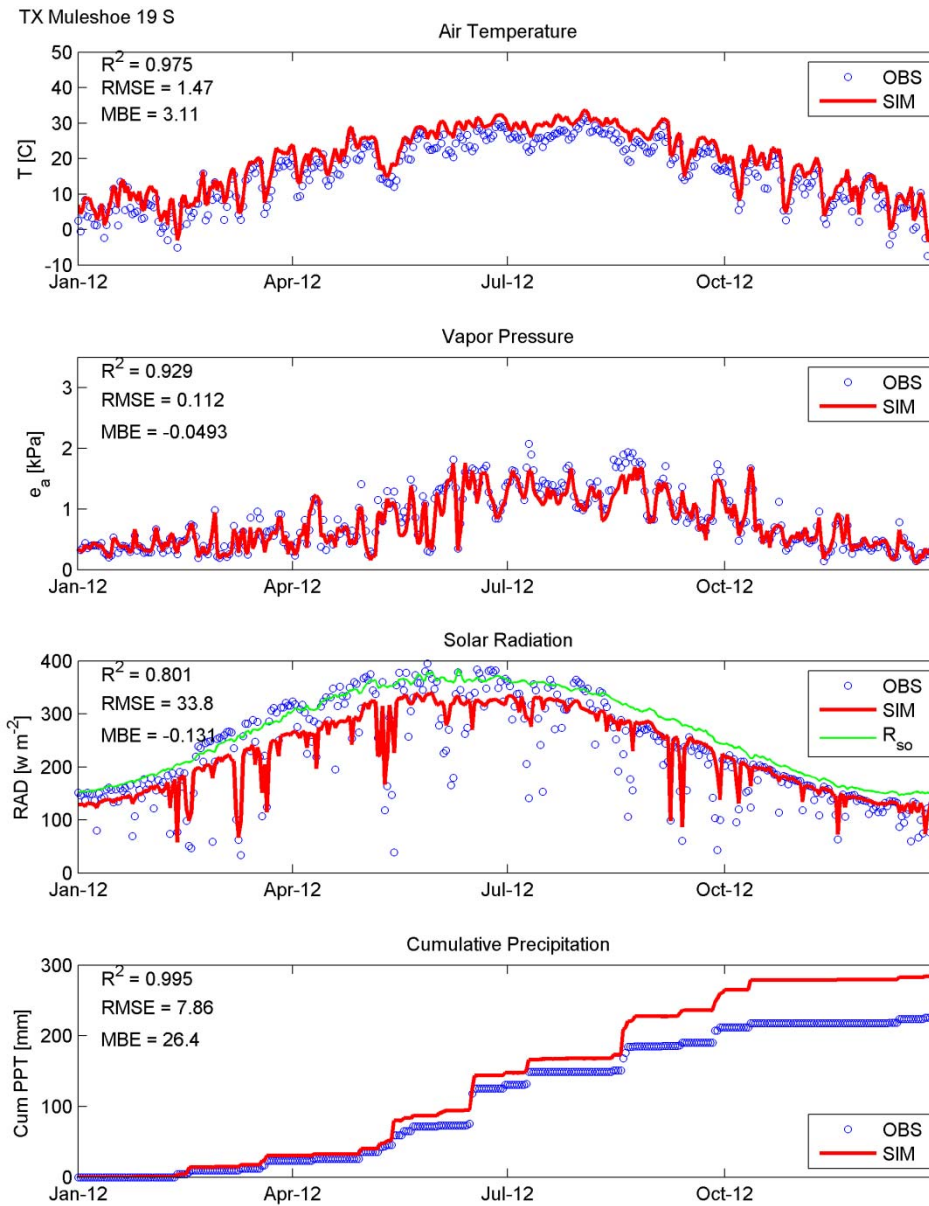 TX Muleshoe 19 S
Air Temperature
R² = 0.975
RMSE = 1.47
MBE = 3.11
OBS
SIM
T [C]
50
40
30
20
10
0
-10
Jan-12 Apr-12 Jul-12 Oct-12
Vapor Pressure
R² = 0.929
RMSE = 0.112
MBE = -0.0493
OBS
SIM
e_a [kPa]
3
2
1
0
Jan-12 Apr-12 Jul-12 Oct-12
Solar Radiation
R² = 0.801
RMSE = 33.8
MBE = -0.131
OBS
SIM
R_so
RAD [w m⁻²]
400
300
200
100
0
Jan-12 Apr-12 Jul-12 Oct-12
Cumulative Precipitation
R² = 0.995
RMSE = 7.86
MBE = 26.4
OBS
SIM
Cum PPT [mm]
300
200
100
0
Jan-12 Apr-12 Jul-12 Oct-12